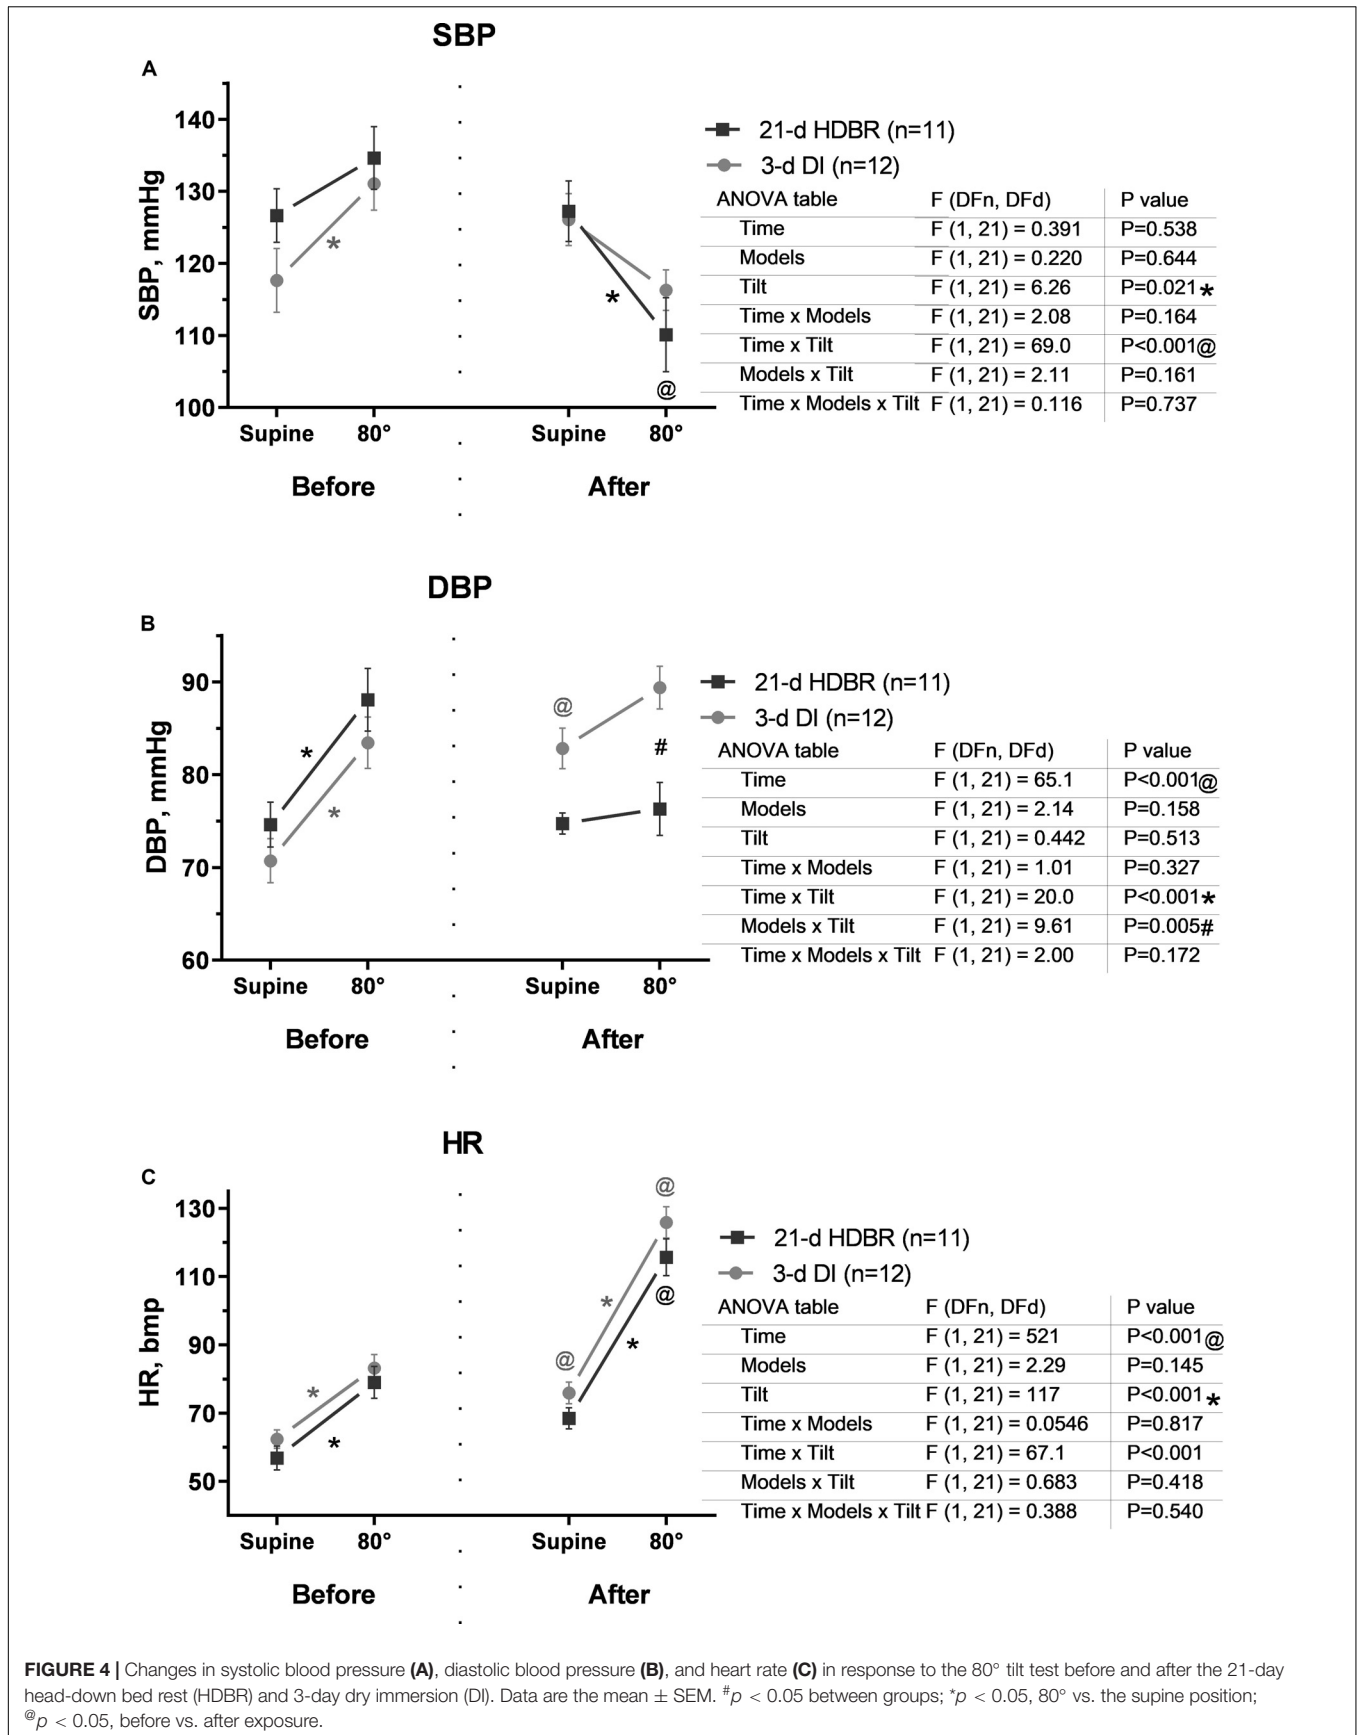 SBP
A
140
130
120
110
100
SBP, mmHg
*
*
@
Supine 80° Supine 80°
Before After
21-d HDBR (n=11)
3-d DI (n=12)
ANOVA table F (DFn, DFd) P value
Time F (1, 21) = 0.391 P=0.538
Models F (1, 21) = 0.220 P=0.644
Tilt F (1, 21) = 6.26 P=0.021*
Time x Models F (1, 21) = 2.08 P=0.164
Time x Tilt F (1, 21) = 69.0 P<0.001@
Models x Tilt F (1, 21) = 2.11 P=0.161
Time x Models x Tilt F (1, 21) = 0.116 P=0.737
DBP
B
90
80
70
60
DBP, mmHg
*
*
@
#
Supine 80° Supine 80°
Before After
21-d HDBR (n=11)
3-d DI (n=12)
ANOVA table F (DFn, DFd) P value
Time F (1, 21) = 65.1 P<0.001@
Models F (1, 21) = 2.14 P=0.158
Tilt F (1, 21) = 0.442 P=0.513
Time x Models F (1, 21) = 1.01 P=0.327
Time x Tilt F (1, 21) = 20.0 P<0.001*
Models x Tilt F (1, 21) = 9.61 P=0.005#
Time x Models x Tilt F (1, 21) = 2.00 P=0.172
HR
C
130
110
90
70
50
HR, bmp
*
*
@
@
*
*
@
Supine 80° Supine 80°
Before After
21-d HDBR (n=11)
3-d DI (n=12)
ANOVA table F (DFn, DFd) P value
Time F (1, 21) = 521 P<0.001@
Models F (1, 21) = 2.29 P=0.145
Tilt F (1, 21) = 117 P<0.001*
Time x Models F (1, 21) = 0.0546 P=0.817
Time x Tilt F (1, 21) = 67.1 P<0.001
Models x Tilt F (1, 21) = 0.683 P=0.418
Time x Models x Tilt F (1, 21) = 0.388 P=0.540
FIGURE 4 | Changes in systolic blood pressure (A), diastolic blood pressure (B), and heart rate (C) in response to the 80° tilt test before and after the 21-day
head-down bed rest (HDBR) and 3-day dry immersion (DI). Data are the mean ± SEM. #p < 0.05 between groups; *p < 0.05, 80° vs. the supine position;
@p < 0.05, before vs. after exposure.